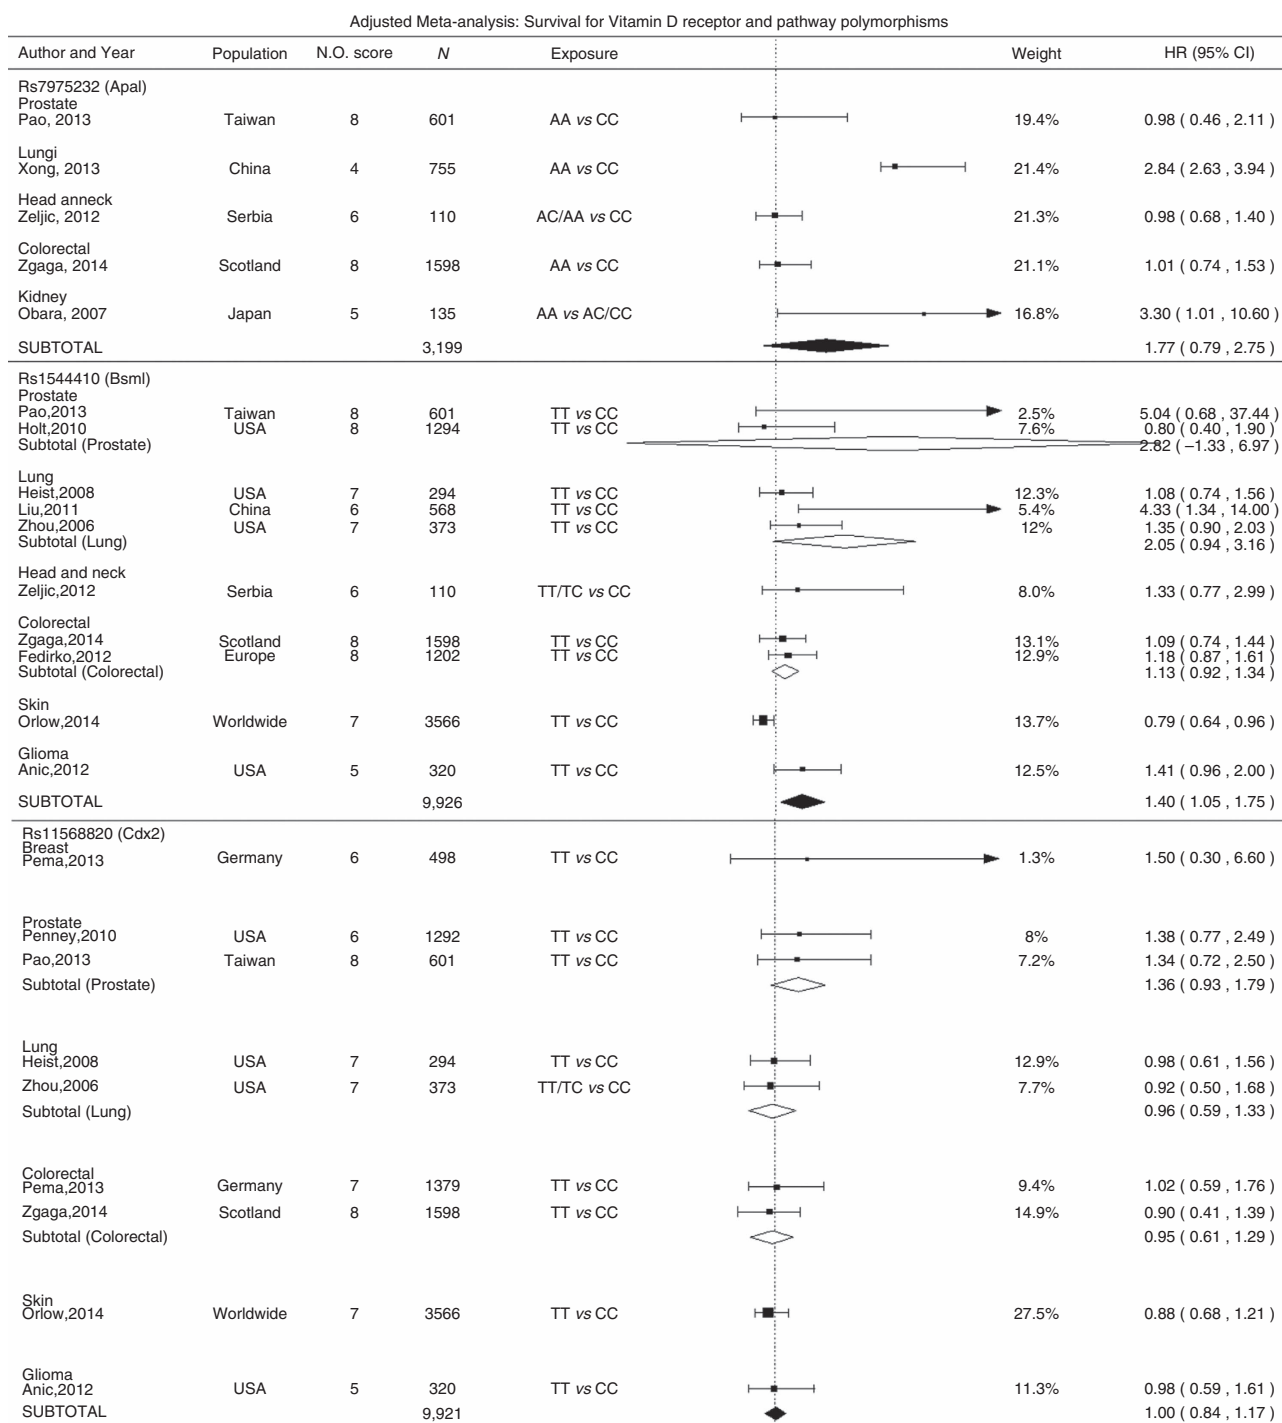 Adjusted Meta-analysis: Survival for Vitamin D receptor and pathway polymorphisms
Author and Year Population N.O. score N Exposure Weight HR (95% CI)
Rs7975232 (Apal)
Prostate
Pao, 2013 Taiwan 8 601 AA vs CC 19.4% 0.98 ( 0.46 , 2.11 )
Lungi
Xong, 2013 China 4 755 AA vs CC 21.4% 2.84 ( 2.63 , 3.94 )
Head anneck
Zeljic, 2012 Serbia 6 110 AC/AA vs CC 21.3% 0.98 ( 0.68 , 1.40 )
Colorectal
Zgaga, 2014 Scotland 8 1598 AA vs CC 21.1% 1.01 ( 0.74 , 1.53 )
Kidney
Obara, 2007 Japan 5 135 AA vs AC/CC 16.8% 3.30 ( 1.01 , 10.60 )
SUBTOTAL 3,199 1.77 ( 0.79 , 2.75 )
Rs1544410 (Bsml)
Prostate
Pao,2013 Taiwan 8 601 TT vs CC 2.5% 5.04 ( 0.68 , 37.44 )
Holt,2010 USA 8 1294 TT vs CC 7.6% 0.80 ( 0.40 , 1.90 )
Subtotal (Prostate) 2.82 ( –1.33 , 6.97 )
Lung
Heist,2008 USA 7 294 TT vs CC 12.3% 1.08 ( 0.74 , 1.56 )
Liu,2011 China 6 568 TT vs CC 5.4% 4.33 ( 1.34 , 14.00 )
Zhou,2006 USA 7 373 TT vs CC 12% 1.35 ( 0.90 , 2.03 )
Subtotal (Lung) 2.05 ( 0.94 , 3.16 )
Head and neck
Zeljic,2012 Serbia 6 110 TT/TC vs CC 8.0% 1.33 ( 0.77 , 2.99 )
Colorectal
Zgaga,2014 Scotland 8 1598 TT vs CC 13.1% 1.09 ( 0.74 , 1.44 )
Fedirko,2012 Europe 8 1202 TT vs CC 12.9% 1.18 ( 0.87 , 1.61 )
Subtotal (Colorectal) 1.13 ( 0.92 , 1.34 )
Skin
Orlow,2014 Worldwide 7 3566 TT vs CC 13.7% 0.79 ( 0.64 , 0.96 )
Glioma
Anic,2012 USA 5 320 TT vs CC 12.5% 1.41 ( 0.96 , 2.00 )
SUBTOTAL 9,926 1.40 ( 1.05 , 1.75 )
Rs11568820 (Cdx2)
Breast
Pema,2013 Germany 6 498 TT vs CC 1.3% 1.50 ( 0.30 , 6.60 )
Prostate
Penney,2010 USA 6 1292 TT vs CC 8% 1.38 ( 0.77 , 2.49 )
Pao,2013 Taiwan 8 601 TT vs CC 7.2% 1.34 ( 0.72 , 2.50 )
Subtotal (Prostate) 1.36 ( 0.93 , 1.79 )
Lung
Heist,2008 USA 7 294 TT vs CC 12.9% 0.98 ( 0.61 , 1.56 )
Zhou,2006 USA 7 373 TT/TC vs CC 7.7% 0.92 ( 0.50 , 1.68 )
Subtotal (Lung) 0.96 ( 0.59 , 1.33 )
Colorectal
Pema,2013 Germany 7 1379 TT vs CC 9.4% 1.02 ( 0.59 , 1.76 )
Zgaga,2014 Scotland 8 1598 TT vs CC 14.9% 0.90 ( 0.41 , 1.39 )
Subtotal (Colorectal) 0.95 ( 0.61 , 1.29 )
Skin
Orlow,2014 Worldwide 7 3566 TT vs CC 27.5% 0.88 ( 0.68 , 1.21 )
Glioma
Anic,2012 USA 5 320 TT vs CC 11.3% 0.98 ( 0.59 , 1.61 )
SUBTOTAL 9,921 1.00 ( 0.84 , 1.17 )